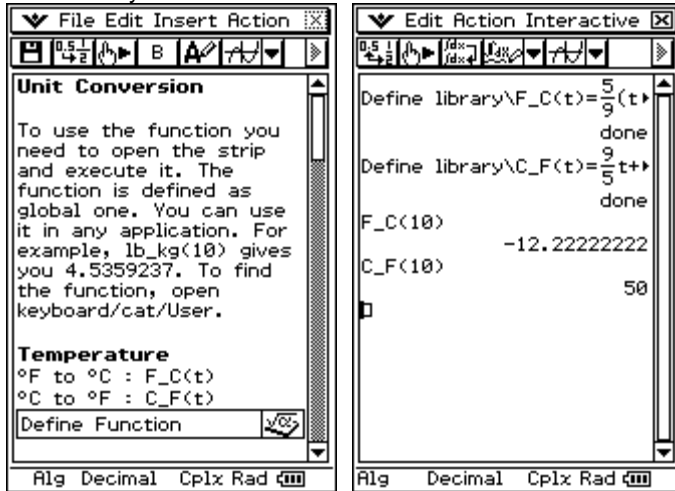 File Edit Insert Action
B
Unit Conversion
To use the function you
need to open the strip
and execute it. The
function is defined as
global one. You can use
it in any application. For
example, lb_kg(10) gives
you 4.5359237. To find
the function, open
keyboard/cat/User.
Temperature
°F to °C : F_C(t)
°C to °F : C_F(t)
Define Function
Alg Decimal Cplx Rad
Edit Action Interactive
Define library\F_C(t)=5/9(t
done
Define library\C_F(t)=9/5t+
done
F_C(10)
-12.22222222
C_F(10)
50
Alg Decimal Cplx Rad